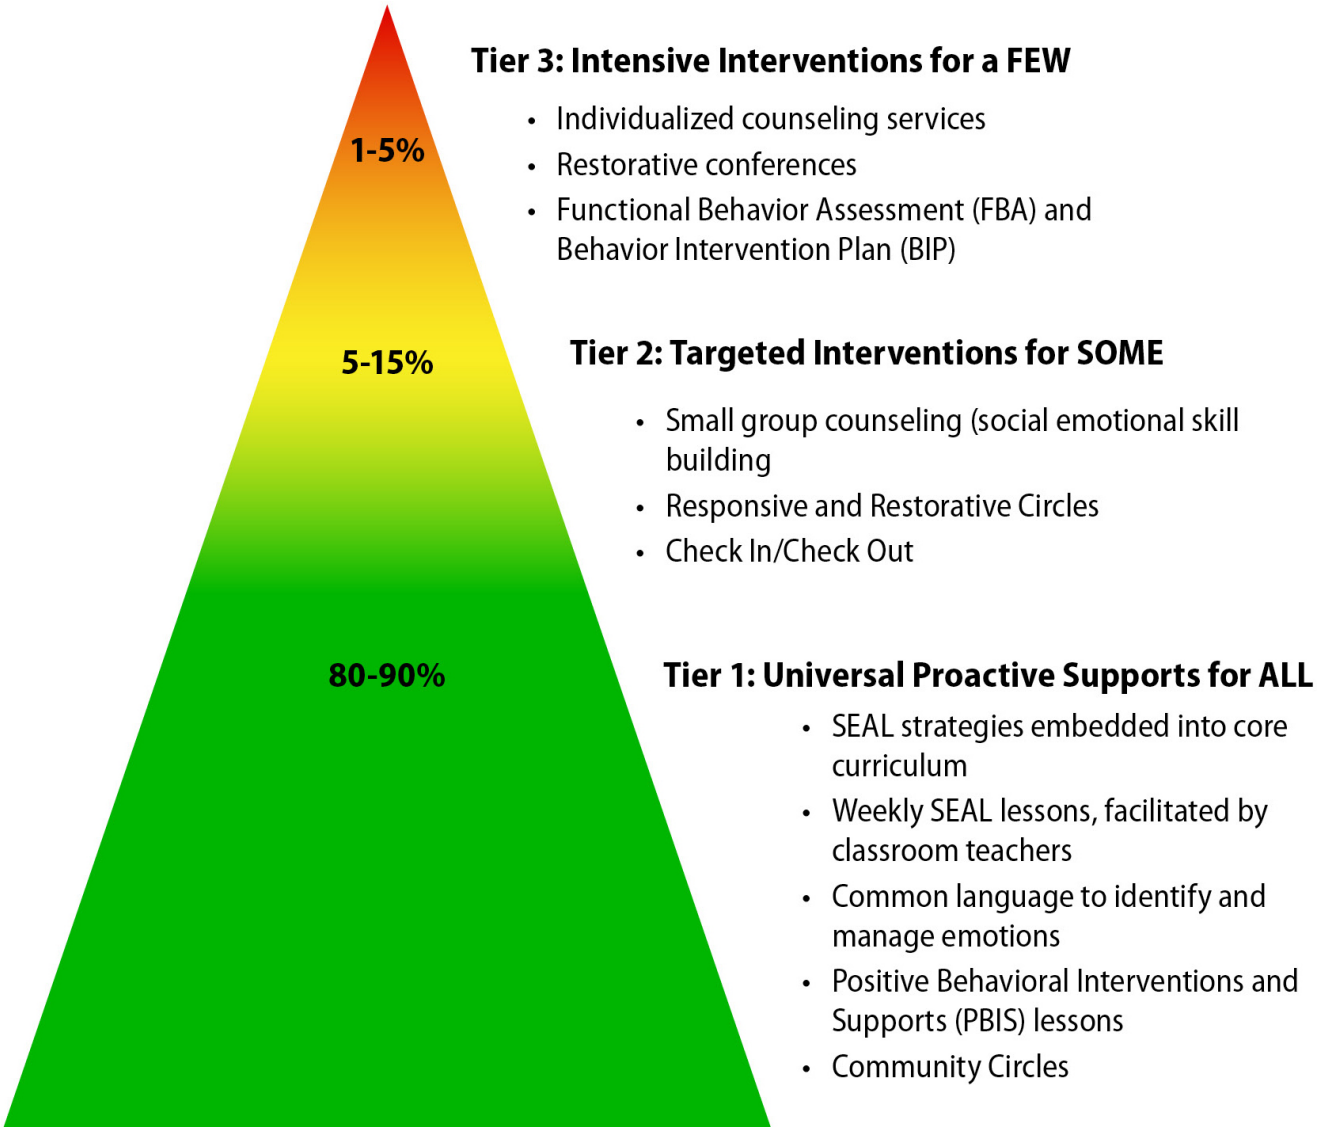 Tier 3: Intensive Interventions for a FEW
• Individualized counseling services
1-5%
• Restorative conferences
• Functional Behavior Assessment (FBA) and
Behavior Intervention Plan (BIP)
5-15%
Tier 2: Targeted Interventions for SOME
• Small group counseling (social emotional skill
building
• Responsive and Restorative Circles
• Check In/Check Out
80-90%
Tier 1: Universal Proactive Supports for ALL
• SEAL strategies embedded into core
curriculum
• Weekly SEAL lessons, facilitated by
classroom teachers
• Common language to identify and
manage emotions
• Positive Behavioral Interventions and
Supports (PBIS) lessons
• Community Circles